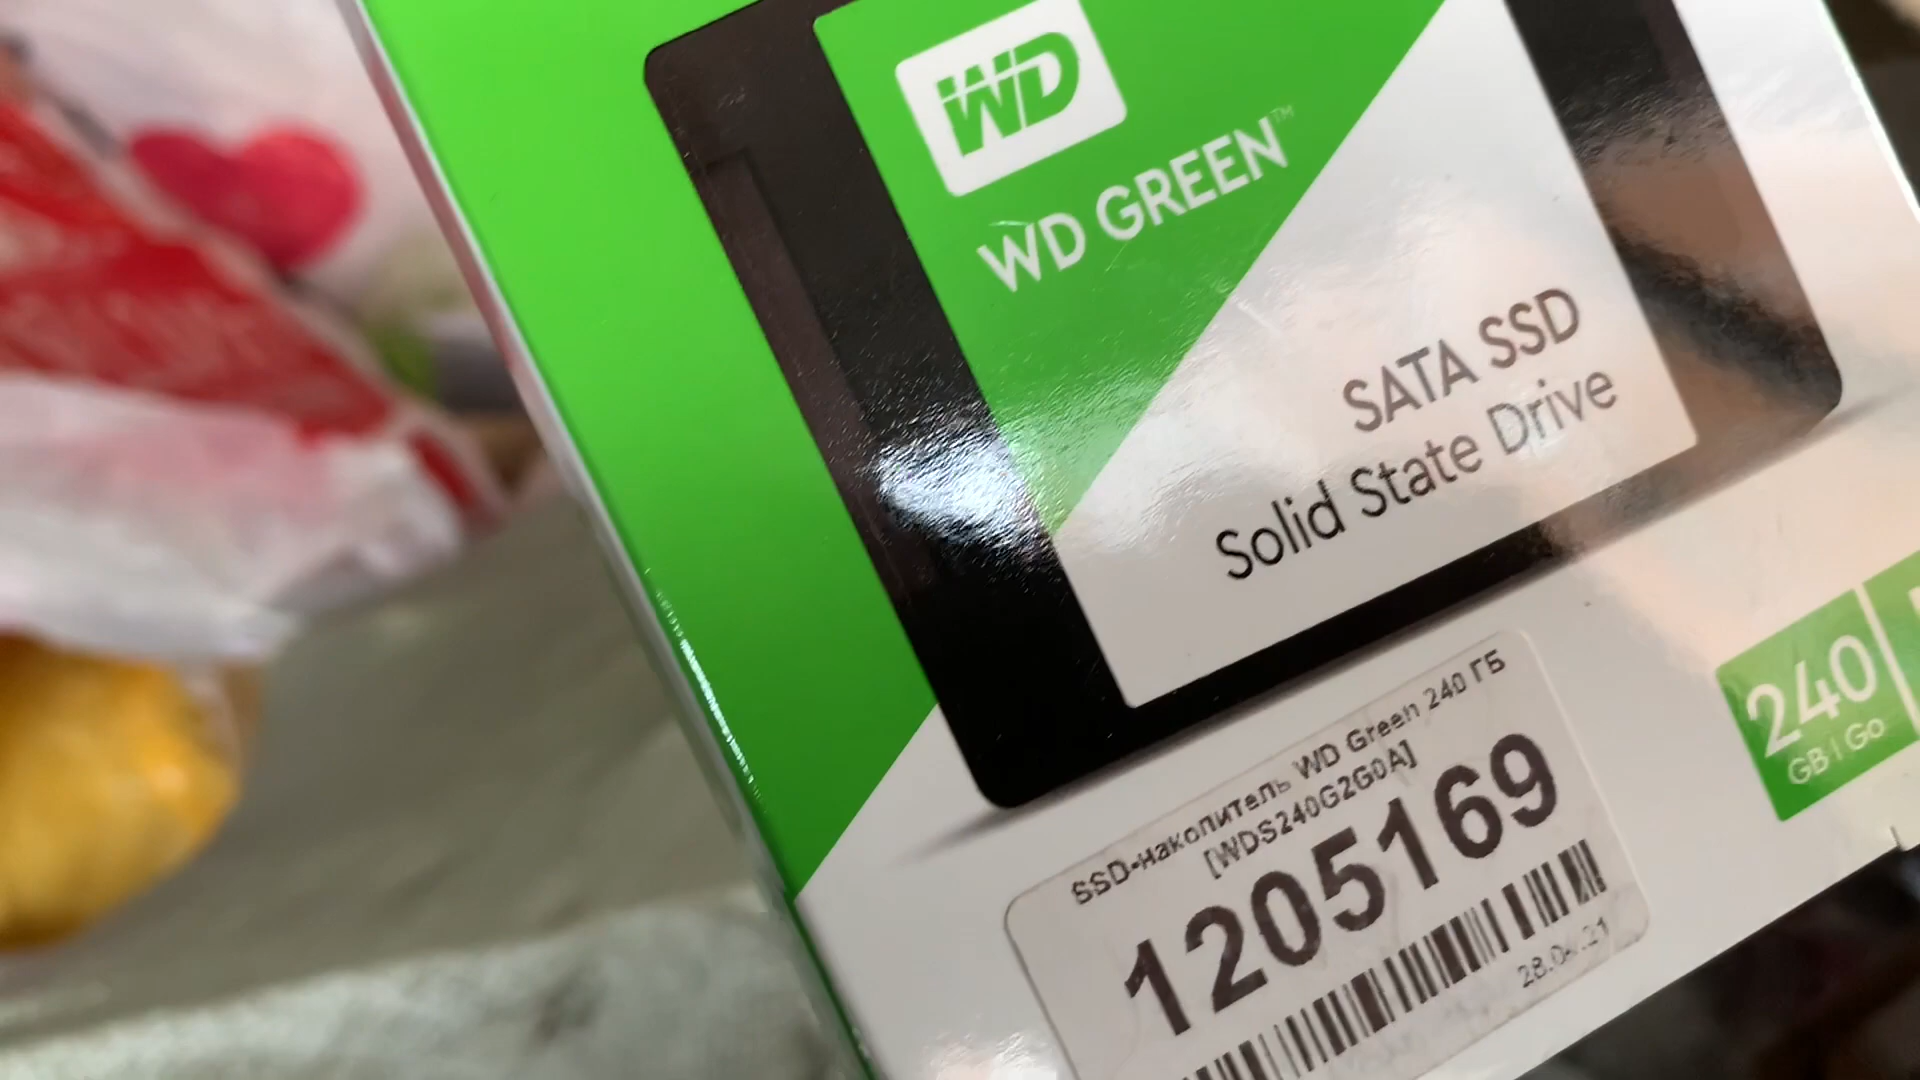 WD
WD GREEN™
SATA SSD
Solid State Drive
240
GB | Go
SSD-накопитель WD Green 240 ГБ
[WDS240G2G0A]
1205169